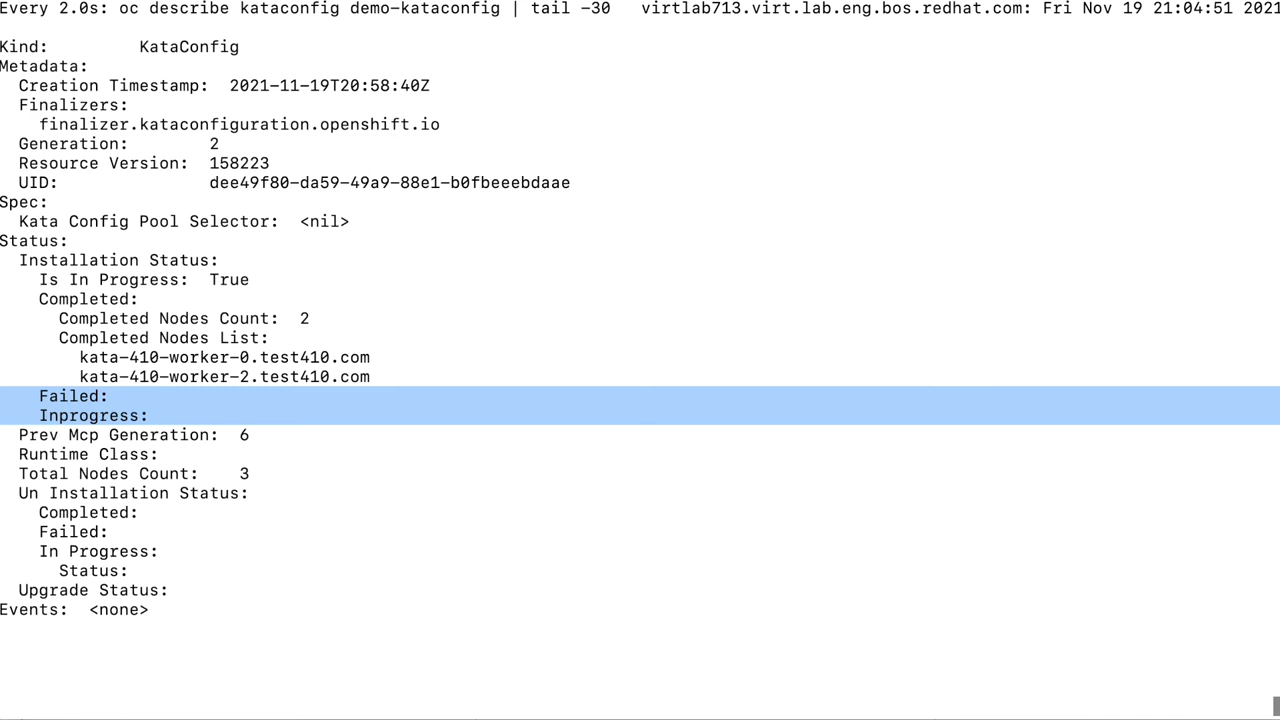 Every 2.0s: oc describe kataconfig demo-kataconfig | tail -30   virtlab713.virt.lab.eng.bos.redhat.com: Fri Nov 19 21:04:51 2021
Kind:         KataConfig
Metadata:
  Creation Timestamp:  2021-11-19T20:58:40Z
  Finalizers:
    finalizer.kataconfiguration.openshift.io
  Generation:        2
  Resource Version:  158223
  UID:               dee49f80-da59-49a9-88e1-b0fbeeebdaae
Spec:
  Kata Config Pool Selector:  <nil>
Status:
  Installation Status:
    Is In Progress:  True
    Completed:
      Completed Nodes Count:  2
      Completed Nodes List:
        kata-410-worker-0.test410.com
        kata-410-worker-2.test410.com
    Failed:
    Inprogress:
  Prev Mcp Generation:  6
  Runtime Class:
  Total Nodes Count:    3
  Un Installation Status:
    Completed:
    Failed:
    In Progress:
      Status:
  Upgrade Status:
Events:  <none>